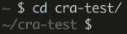 ~ $ cd cra-test/
~/cra-test $